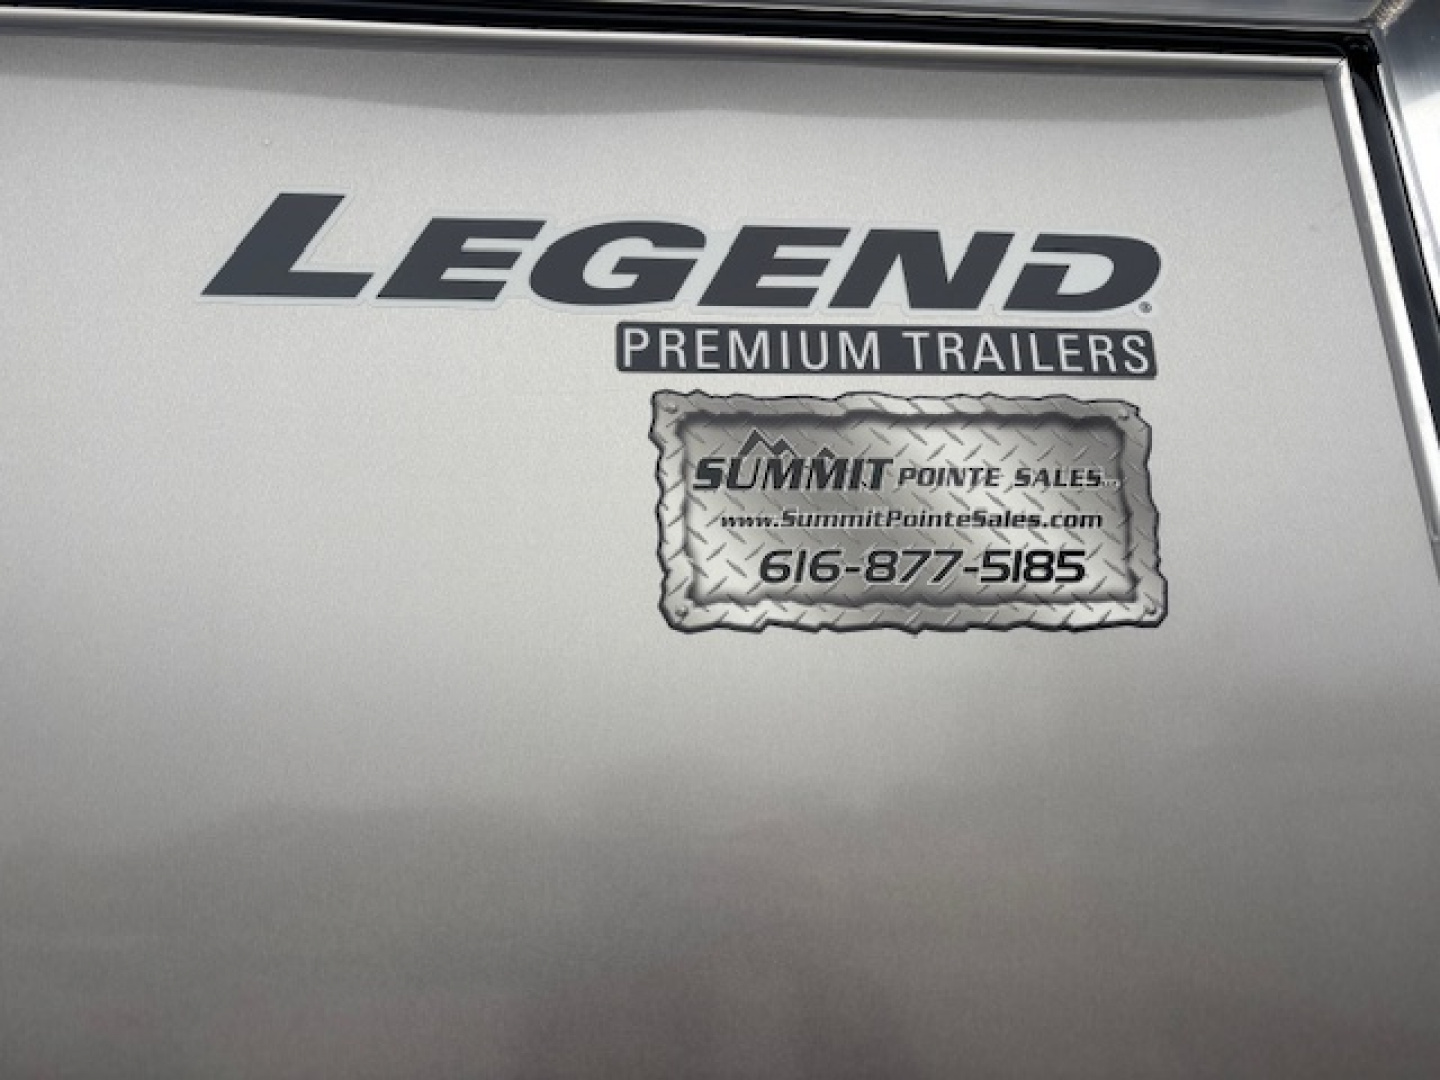 LEGEND®
PREMIUM TRAILERS
SUMMIT POINTE SALES
www.SummitPointeSales.com
616-877-5185